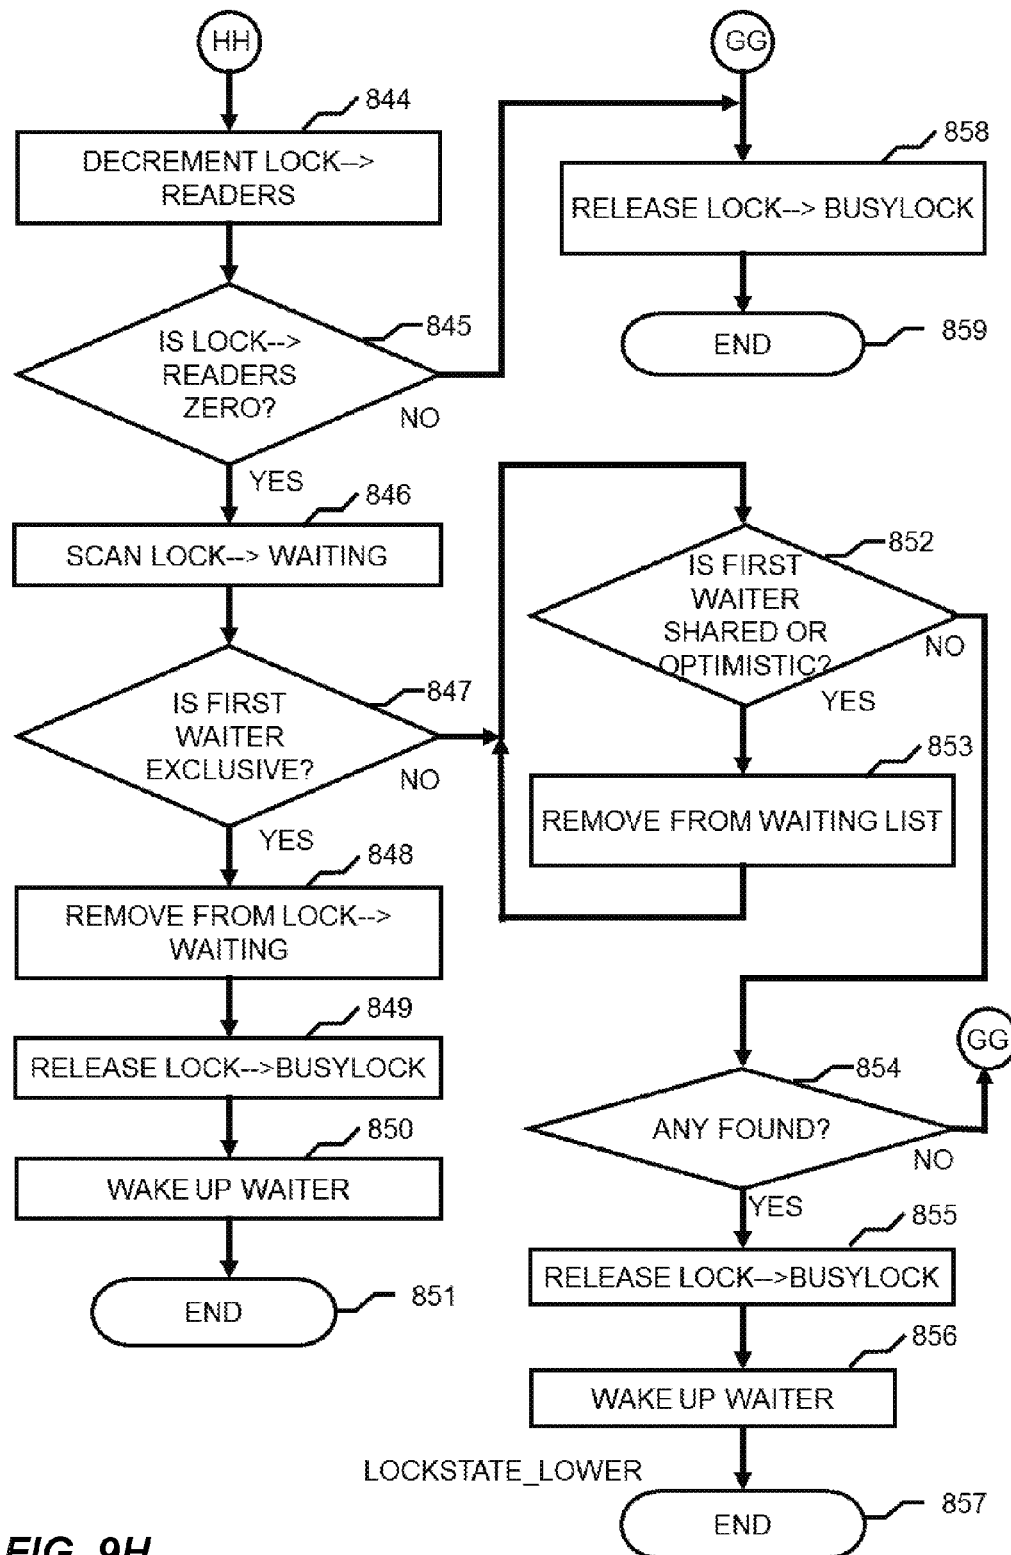 HH
844
DECREMENT LOCK-->
READERS
845
IS LOCK-->
READERS
ZERO?
NO
YES
846
SCAN LOCK--> WAITING
847
IS FIRST
WAITER
EXCLUSIVE?
NO
YES
848
REMOVE FROM LOCK-->
WAITING
849
RELEASE LOCK-->BUSYLOCK
850
WAKE UP WAITER
END
851
GG
858
RELEASE LOCK--> BUSYLOCK
END
859
852
IS FIRST
WAITER
SHARED OR
OPTIMISTIC?
NO
YES
853
REMOVE FROM WAITING LIST
GG
854
ANY FOUND?
NO
YES
855
RELEASE LOCK-->BUSYLOCK
856
WAKE UP WAITER
LOCKSTATE_LOWER
END
857
FIG. 9H